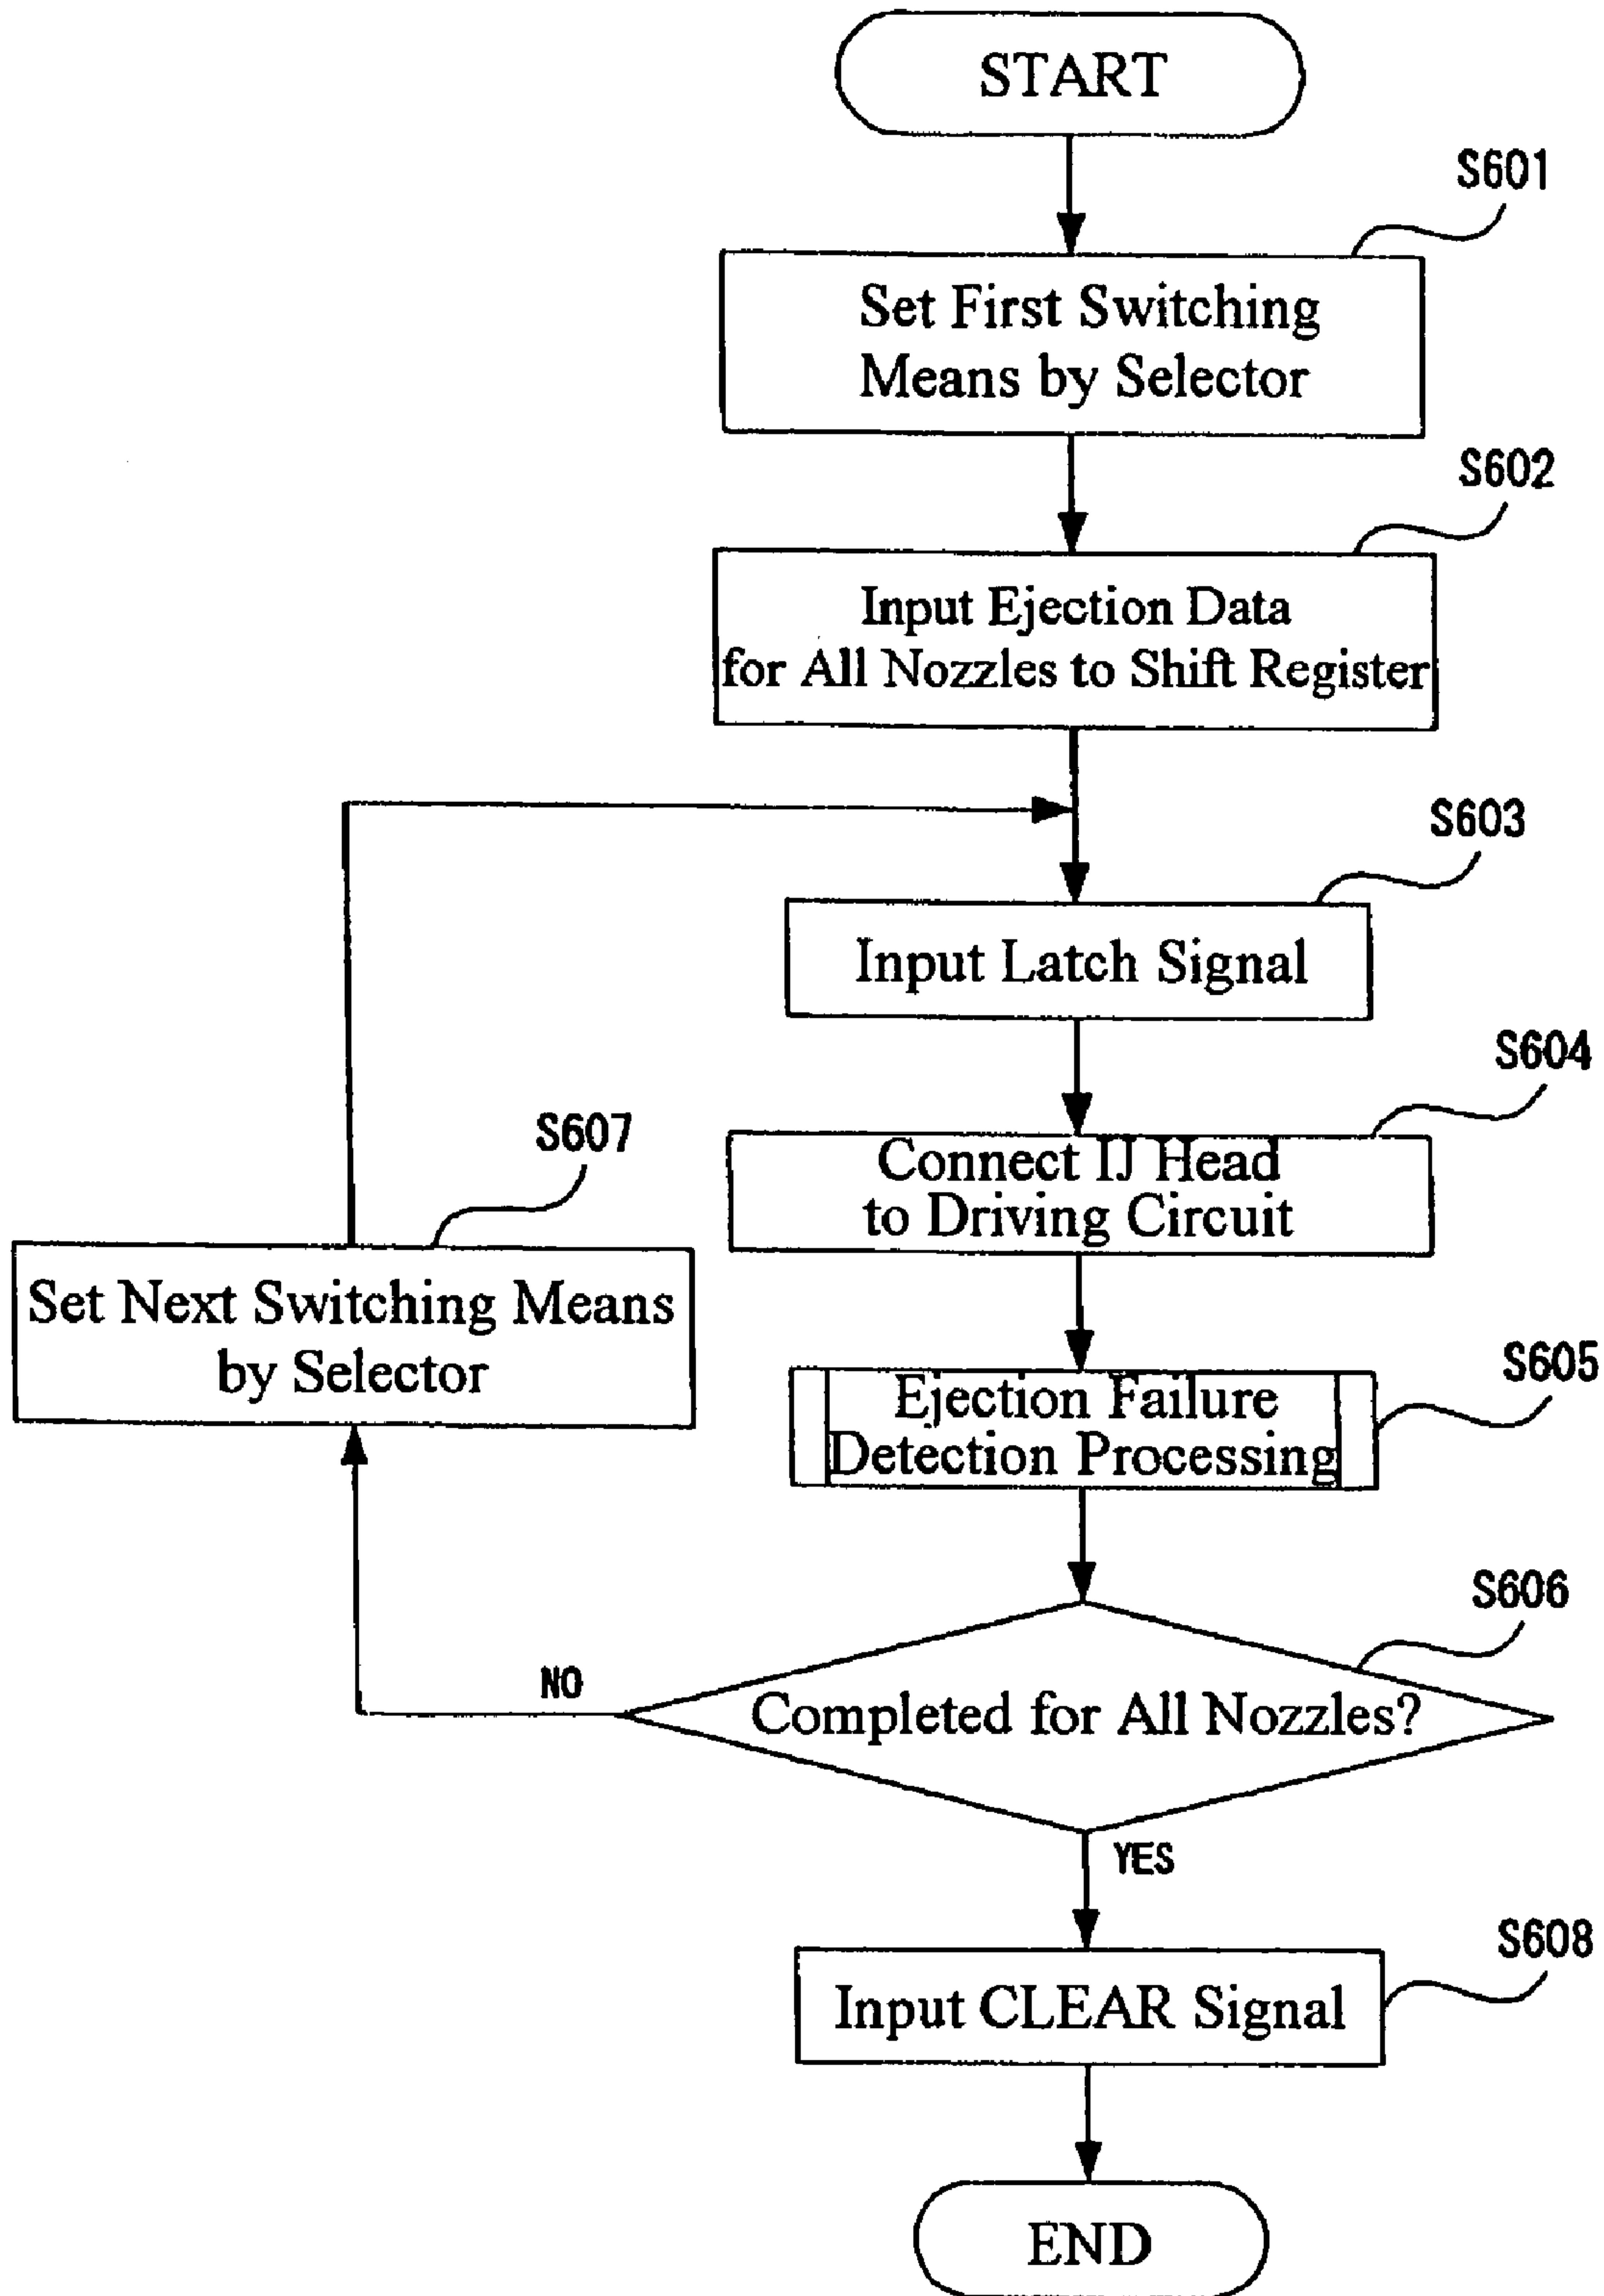 START
S601
Set First Switching
Means by Selector
S602
Input Ejection Data
for All Nozzles to Shift Register
S603
Input Latch Signal
S604
Connect IJ Head
to Driving Circuit
S607
Set Next Switching Means
by Selector
S605
Ejection Failure
Detection Processing
S606
Completed for All Nozzles?
NO
YES
S608
Input CLEAR Signal
END